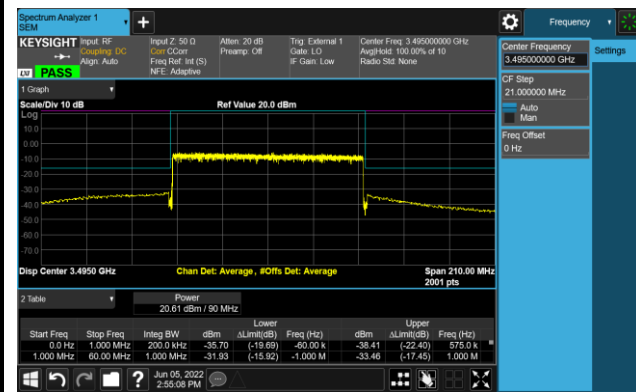 Spectrum Analyzer 1
SEM
Frequency
KEYSIGHT Input: RF
Coupling: DC
Align: Auto
Input Z: 50 Ω
Corr CCorr
Freq Ref: Int (S)
NFE: Adaptive
Atten: 20 dB
Preamp: Off
Trig: External 1
Gate: LO
IF Gain: Low
Center Freq: 3.495000000 GHz
Avg|Hold: 100.00% of 10
Radio Std: None
LXI PASS
Center Frequency
3.495000000 GHz
Settings
CF Step
21.000000 MHz
Auto
Man
Freq Offset
0 Hz
1 Graph
Scale/Div 10 dB
Ref Value 20.0 dBm
Log
10.0
0.00
-10.0
-20.0
-30.0
-40.0
-50.0
-60.0
-70.0
Disp Center 3.4950 GHz
Chan Det: Average , #Offs Det: Average
Span 210.00 MHz
2001 pts
2 Table
Power
20.61 dBm / 90 MHz
Lower Upper
Start Freq Stop Freq Integ BW dBm ΔLimit(dB) Freq (Hz) dBm ΔLimit(dB) Freq (Hz)
0.0 Hz 1.000 MHz 200.0 kHz -35.70 (-19.69) -60.00 k -38.41 (-22.40) 575.0 k
1.000 MHz 60.00 MHz 1.000 MHz -31.93 (-15.92) -1.000 M -33.46 (-17.45) 1.000 M
Jun 05, 2022
2:55:08 PM